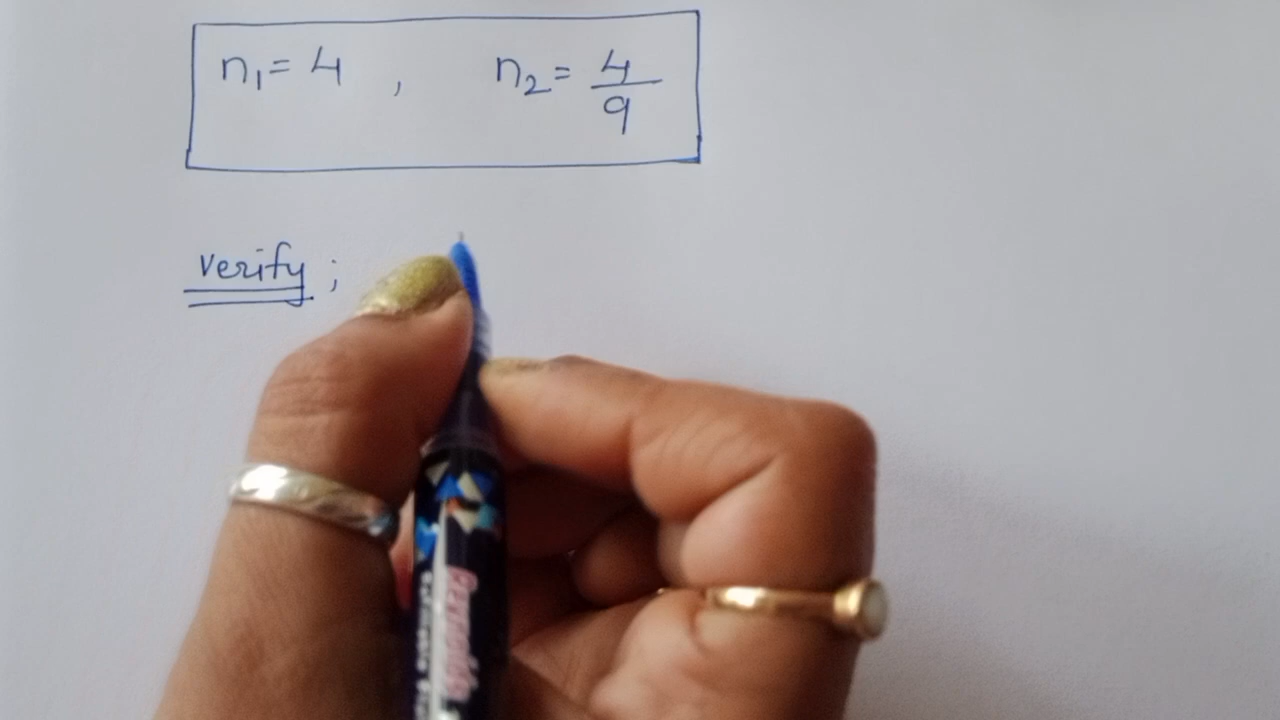 n₁ = 4 , n₂ = 4/9
verify ;